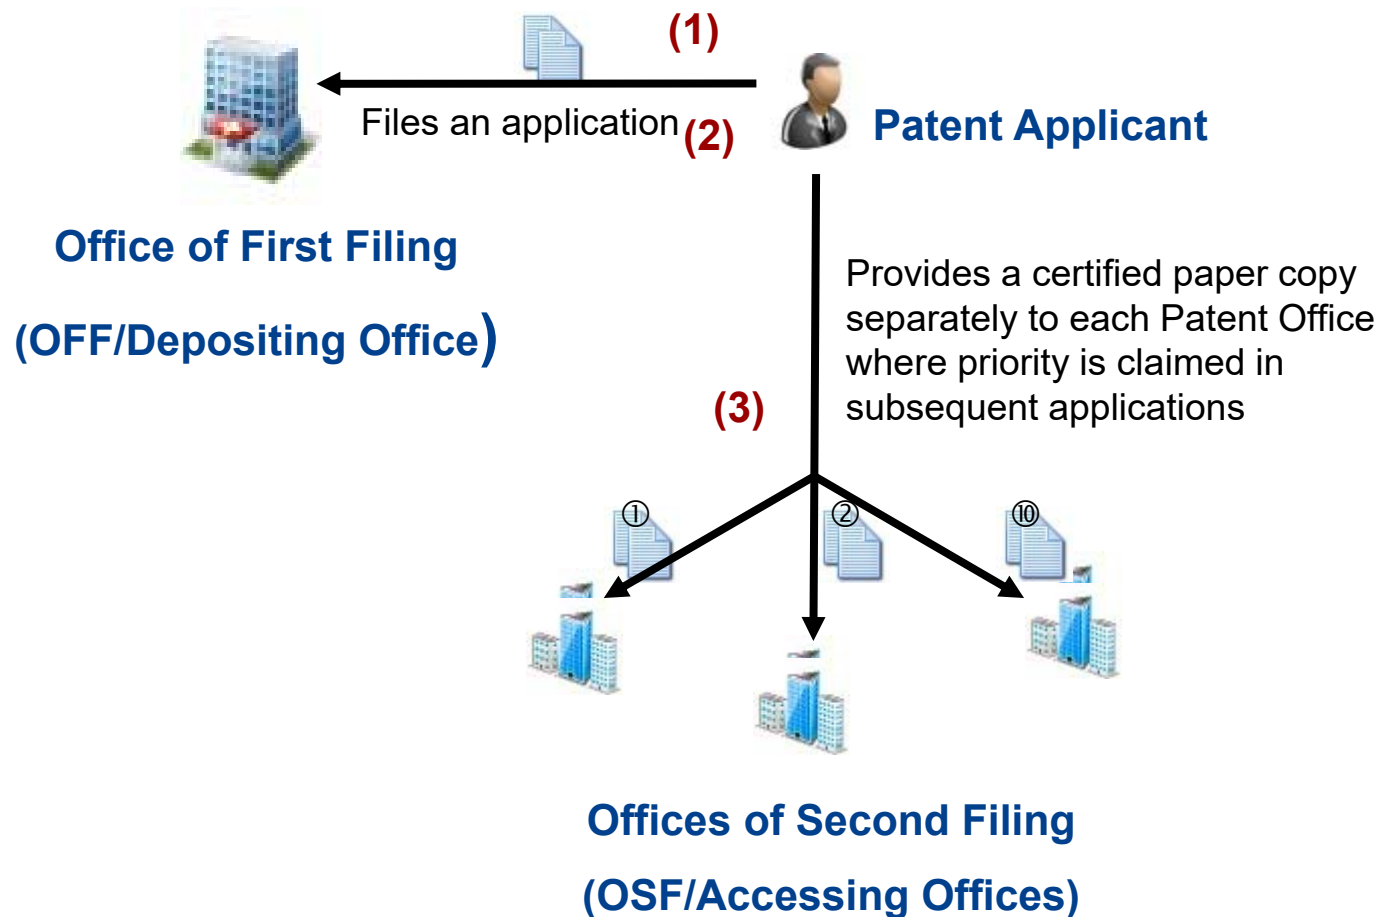 (1)
Files an application
(2)
Patent Applicant
Office of First Filing
(OFF/Depositing Office)
Provides a certified paper copy
separately to each Patent Office
where priority is claimed in
subsequent applications
(3)
①
②
⑩
Offices of Second Filing
(OSF/Accessing Offices)